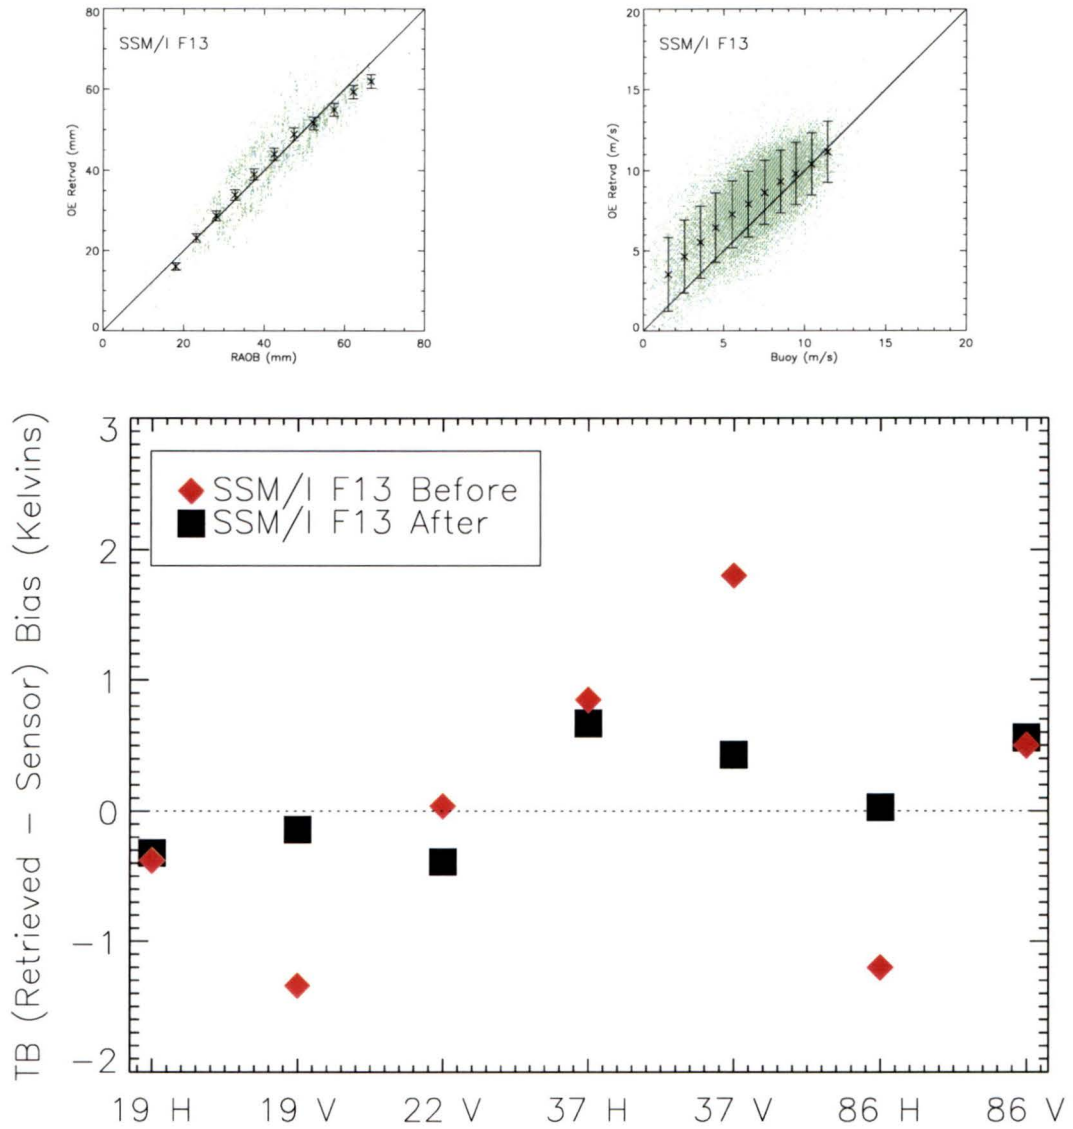 SSM/I F13
OE Retrvd (mm)
80
60
40
20
0
0 20 40 60 80
RAOB (mm)
SSM/I F13
OE Retrvd (m/s)
20
15
10
5
0
0 5 10 15 20
Buoy (m/s)
TB (Retrieved – Sensor) Bias (Kelvins)
3
2
1
0
−1
−2
SSM/I F13 Before
SSM/I F13 After
19 H 19 V 22 V 37 H 37 V 86 H 86 V